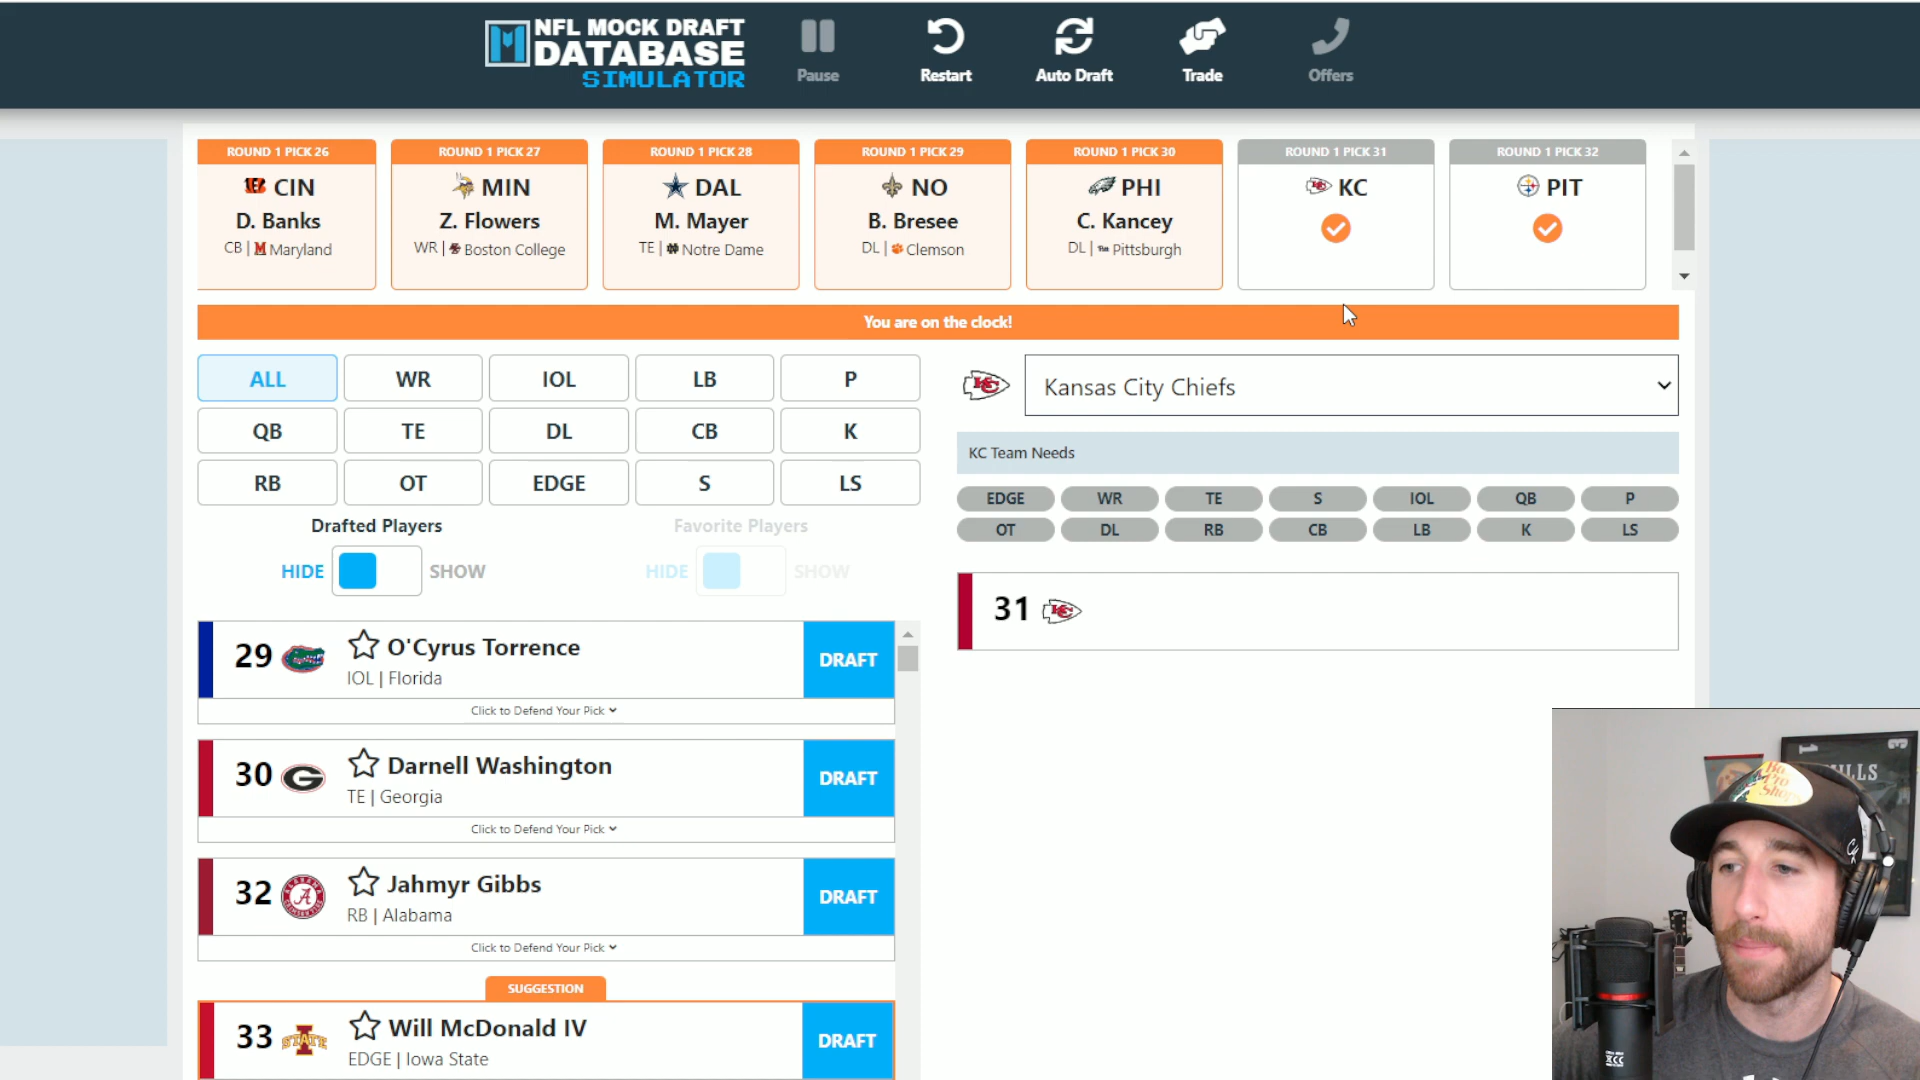 NFL MOCK DRAFT
DATABASE
SIMULATOR
Pause
Restart
Auto Draft
Trade
Offers
ROUND 1 PICK 26
CIN
D. Banks
CB | Maryland
ROUND 1 PICK 27
MIN
Z. Flowers
WR | Boston College
ROUND 1 PICK 28
DAL
M. Mayer
TE | Notre Dame
ROUND 1 PICK 29
NO
B. Bresee
DL | Clemson
ROUND 1 PICK 30
PHI
C. Kancey
DL | Pittsburgh
ROUND 1 PICK 31
KC
ROUND 1 PICK 32
PIT
You are on the clock!
ALL WR IOL LB P
QB TE DL CB K
RB OT EDGE S LS
Drafted Players
HIDE SHOW
Favorite Players
HIDE SHOW
Kansas City Chiefs
KC Team Needs
EDGE WR TE S IOL QB P
OT DL RB CB LB K LS
31 KC
29 O'Cyrus Torrence
IOL | Florida
DRAFT
Click to Defend Your Pick
30 G Darnell Washington
TE | Georgia
DRAFT
Click to Defend Your Pick
32 A Jahmyr Gibbs
RB | Alabama
DRAFT
Click to Defend Your Pick
SUGGESTION
33 STATE Will McDonald IV
EDGE | Iowa State
DRAFT
Bass Pro Shops